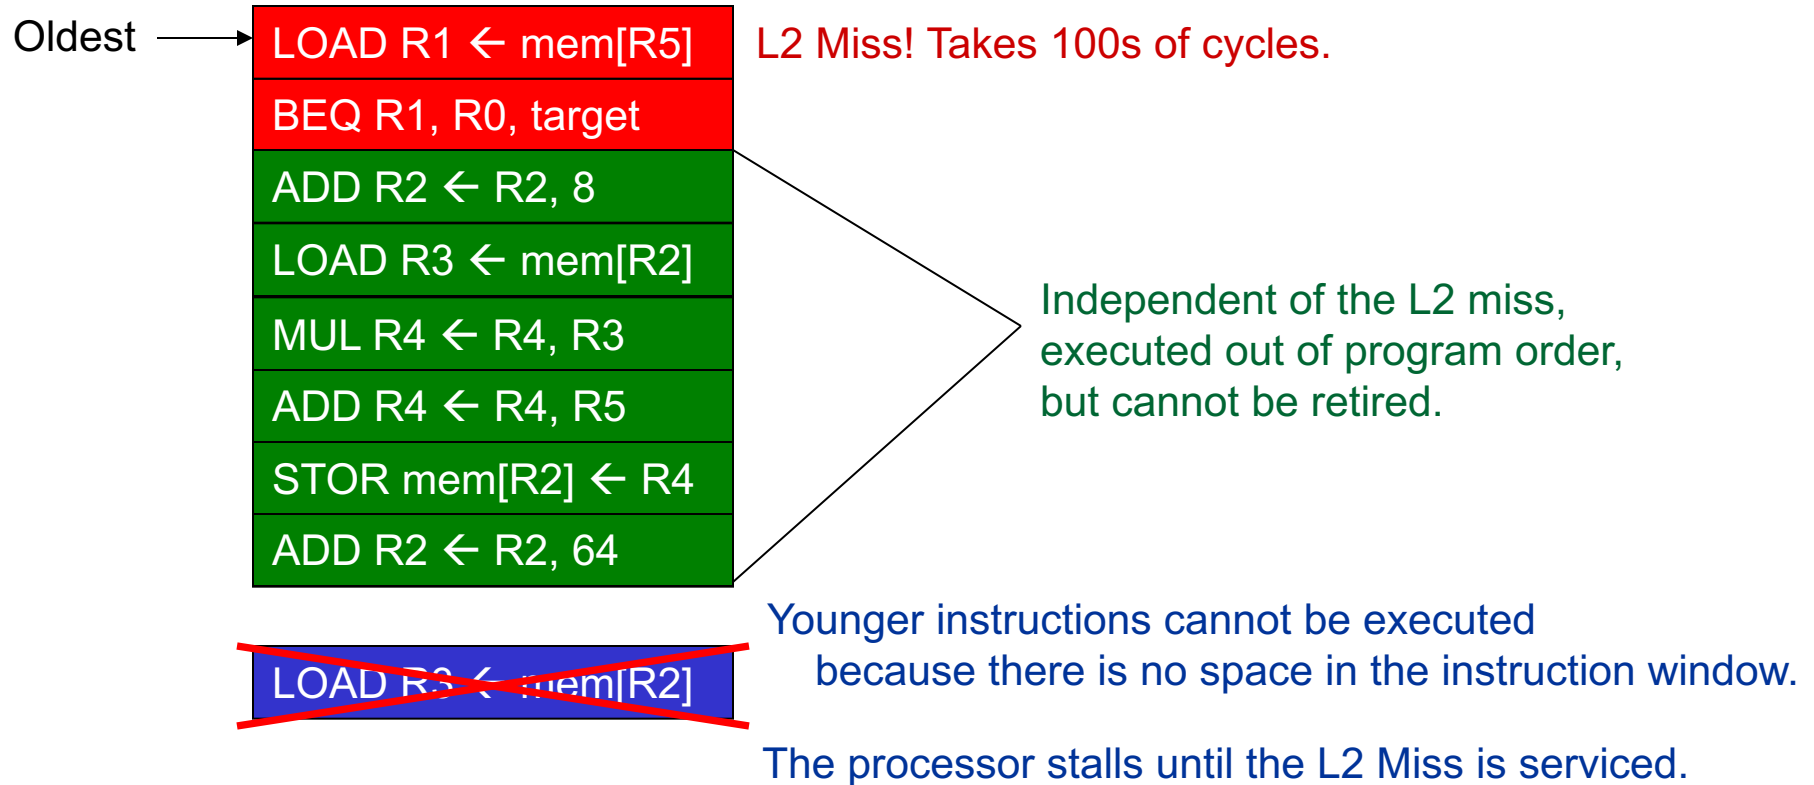 Oldest
LOAD R1 ← mem[R5]
L2 Miss! Takes 100s of cycles.
BEQ R1, R0, target
ADD R2 ← R2, 8
LOAD R3 ← mem[R2]
MUL R4 ← R4, R3
ADD R4 ← R4, R5
STOR mem[R2] ← R4
ADD R2 ← R2, 64
Independent of the L2 miss,
executed out of program order,
but cannot be retired.
LOAD R3 ← mem[R2]
Younger instructions cannot be executed
because there is no space in the instruction window.
The processor stalls until the L2 Miss is serviced.